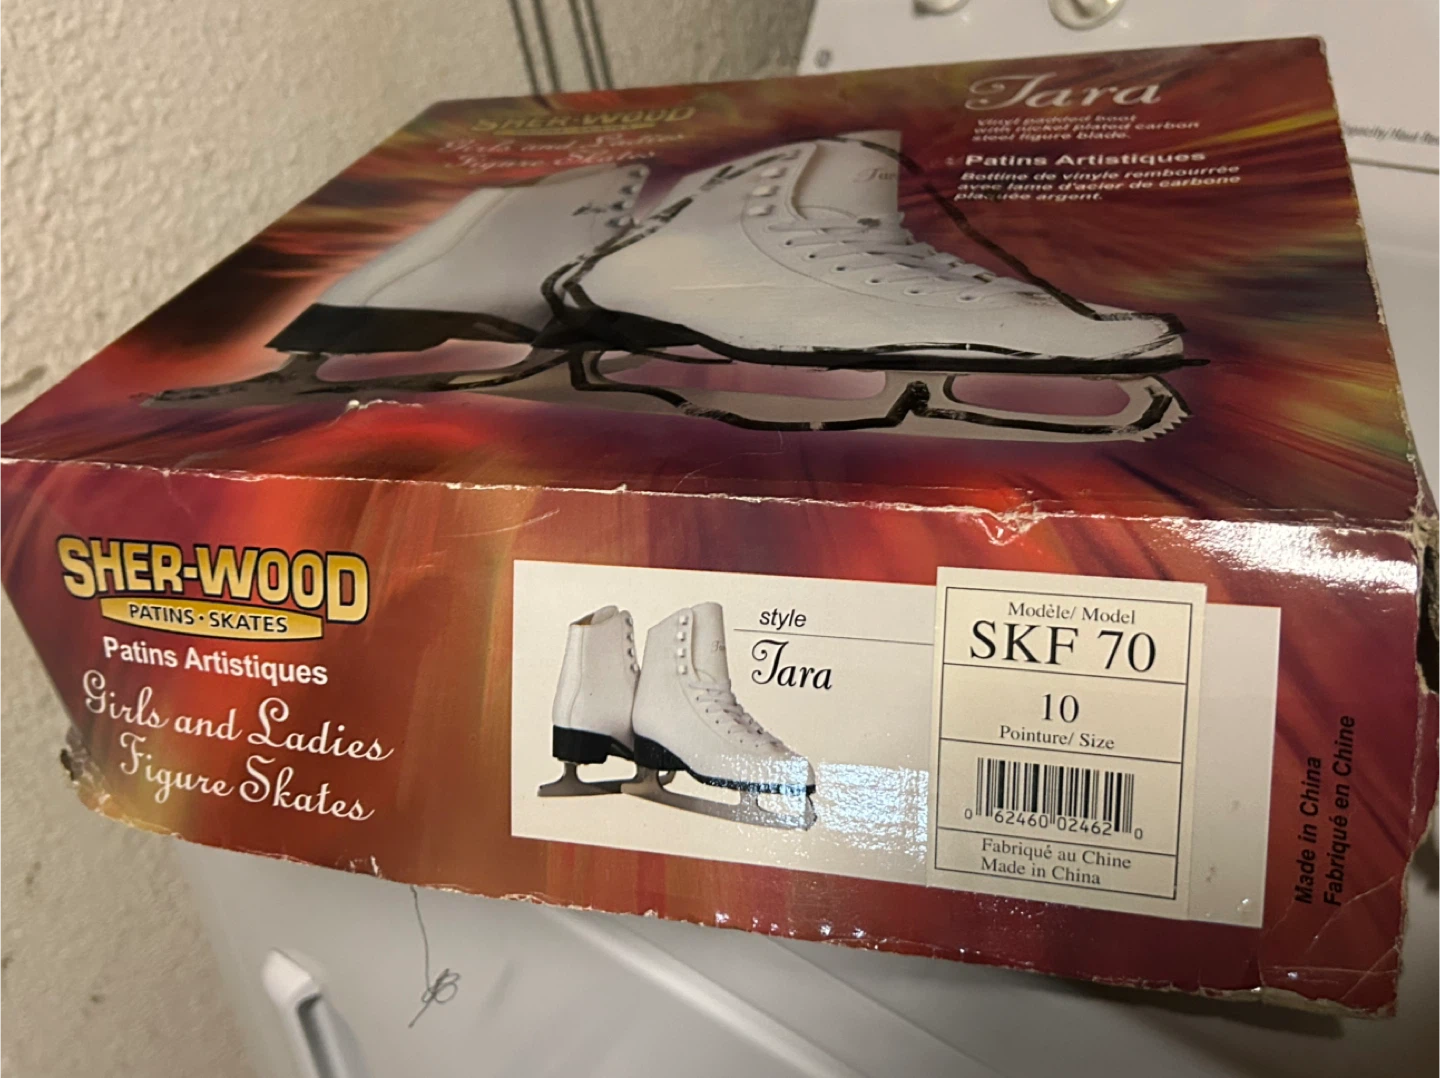 SHER-WOOD
Girls and Ladies
Figure Skates
Tara
Vinyl padded boot
with nickel plated carbon
steel figure blade.
Patins Artistiques
Bottine de vinyle rembourrée
avec lame d'acier de carbone
plaquée argent.
SHER-WOOD
PATINS • SKATES
Patins Artistiques
Girls and Ladies
Figure Skates
style
Tara
Modèle/ Model
SKF 70
10
Pointure/ Size
0 62460 02462 0
Fabriqué au Chine
Made in China
Made in China
Fabriqué en Chine